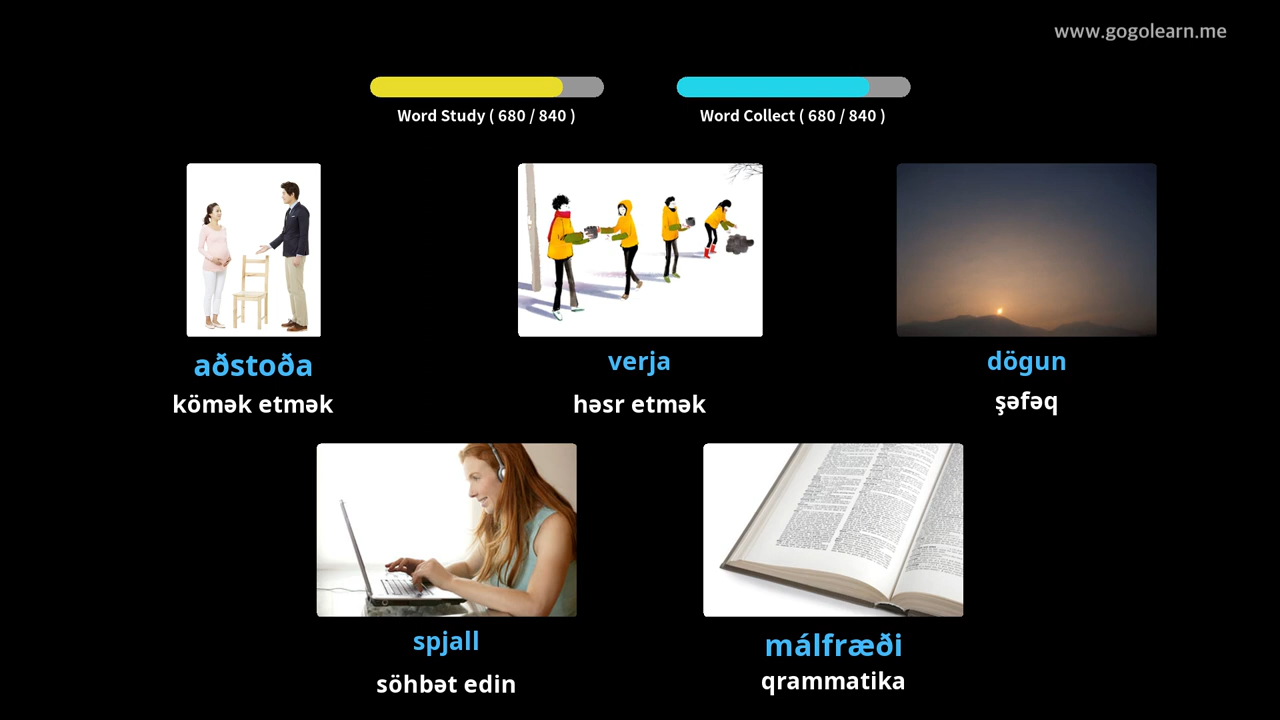 www.gogolearn.me
Word Study ( 680 / 840 )
Word Collect ( 680 / 840 )
aðstoða
kömək etmək
verja
həsr etmək
dögun
şəfəq
spjall
söhbət edin
málfræði
qrammatika